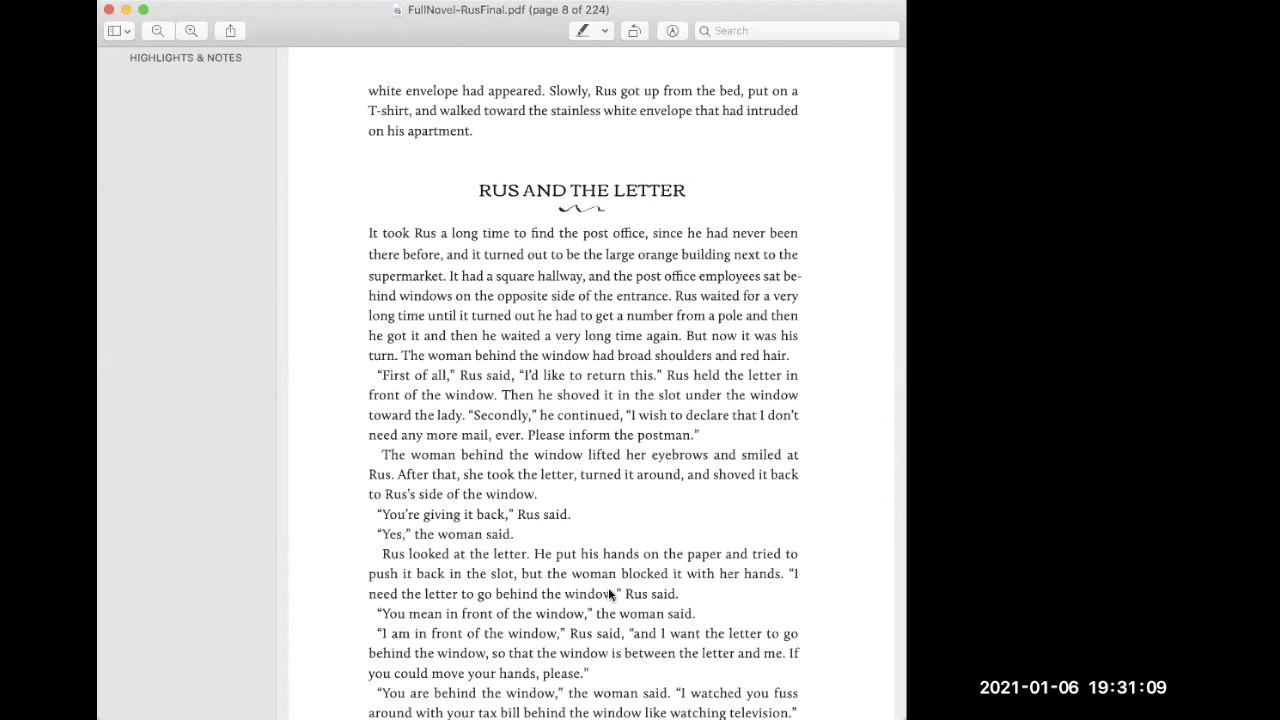 FullNovel-RusFinal.pdf (page 8 of 224)
Search
HIGHLIGHTS & NOTES
white envelope had appeared. Slowly, Rus got up from the bed, put on a
T-shirt, and walked toward the stainless white envelope that had intruded
on his apartment.
RUS AND THE LETTER
It took Rus a long time to find the post office, since he had never been
there before, and it turned out to be the large orange building next to the
supermarket. It had a square hallway, and the post office employees sat be-
hind windows on the opposite side of the entrance. Rus waited for a very
long time until it turned out he had to get a number from a pole and then
he got it and then he waited a very long time again. But now it was his
turn. The woman behind the window had broad shoulders and red hair.
“First of all,” Rus said, “I’d like to return this.” Rus held the letter in
front of the window. Then he shoved it in the slot under the window
toward the lady. “Secondly,” he continued, “I wish to declare that I don’t
need any more mail, ever. Please inform the postman.”
The woman behind the window lifted her eyebrows and smiled at
Rus. After that, she took the letter, turned it around, and shoved it back
to Rus’s side of the window.
“You’re giving it back,” Rus said.
“Yes,” the woman said.
Rus looked at the letter. He put his hands on the paper and tried to
push it back in the slot, but the woman blocked it with her hands. “I
need the letter to go behind the window,” Rus said.
“You mean in front of the window,” the woman said.
“I am in front of the window,” Rus said, “and I want the letter to go
behind the window, so that the window is between the letter and me. If
you could move your hands, please.”
“You are behind the window,” the woman said. “I watched you fuss
around with your tax bill behind the window like watching television.”
2021-01-06 19:31:09